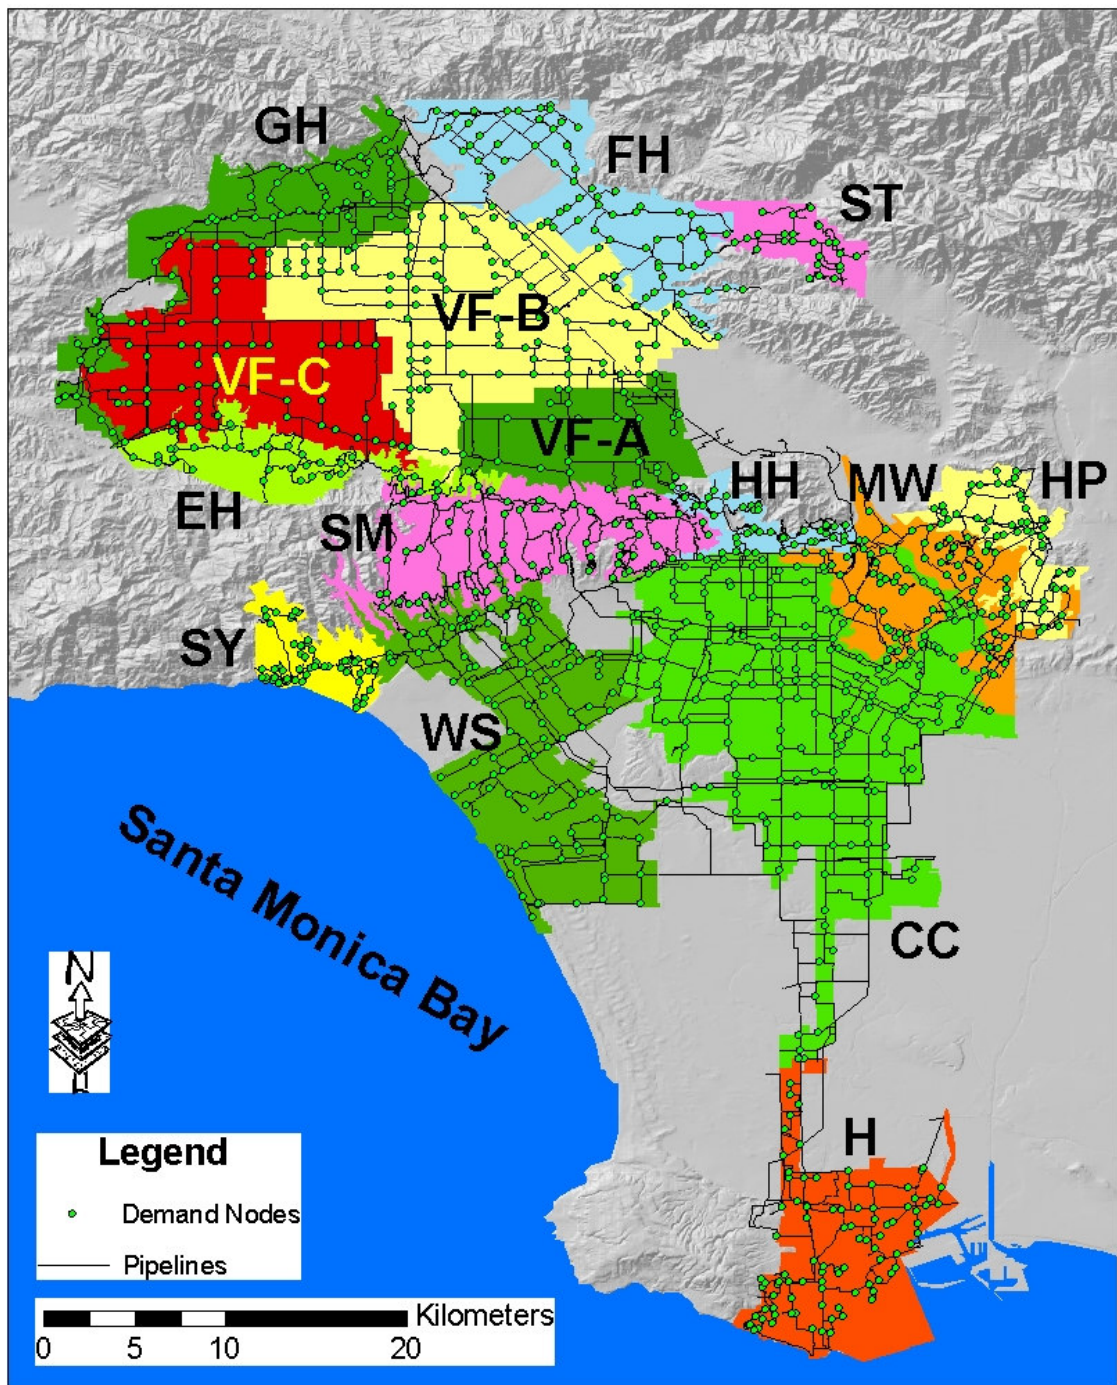 GH
FH
ST
VF-B
VF-C
VF-A
HH
MW
HP
EH
SM
SY
WS
Santa Monica Bay
CC
N
H
Legend
Demand Nodes
Pipelines
Kilometers
0 5 10 20